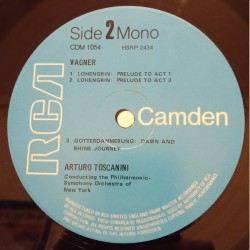 Side 2 Mono
CDM 1054
HSRP 2434
WAGNER
1 LOHENGRIN: PRELUDE TO ACT 1
2 LOHENGRIN: PRELUDE TO ACT 3
RCA
Camden
3 GOTTERDAMMERUNG: DAWN AND
RHINE JOURNEY
ARTURO TOSCANINI
Conducting the Philharmonic-
Symphony Orchestra of
New York